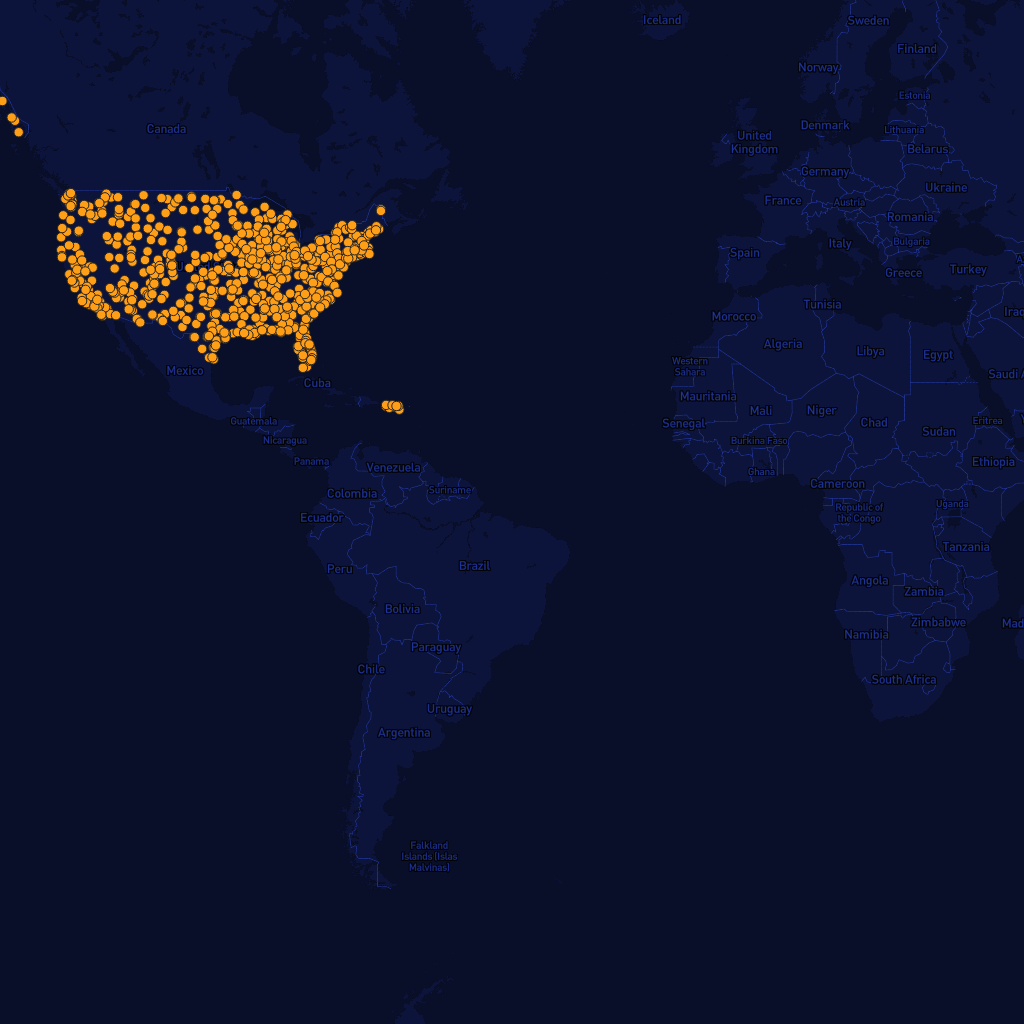 Iceland
Sweden
Finland
Norway
Estonia
Canada
Denmark
Lithuania
United
Kingdom
Belarus
Germany
Ukraine
France
Austria
Romania
Italy
Bulgaria
Spain
Greece
Turkey
Tunisia
Morocco
Iraq
Algeria
Libya
Egypt
Western
Sahara
Mexico
Cuba
Saudi A
Mauritania
Mali
Niger
Guatemala
Senegal
Chad
Eritrea
Sudan
Nicaragua
Burkina Faso
Panama
Venezuela
Ghana
Ethiopia
Cameroon
Colombia
Suriname
Uganda
Republic of
the Congo
Ecuador
Tanzania
Brazil
Peru
Angola
Zambia
Bolivia
Zimbabwe
Mad
Namibia
Paraguay
Chile
South Africa
Uruguay
Argentina
Falkland
Islands (Islas
Malvinas)